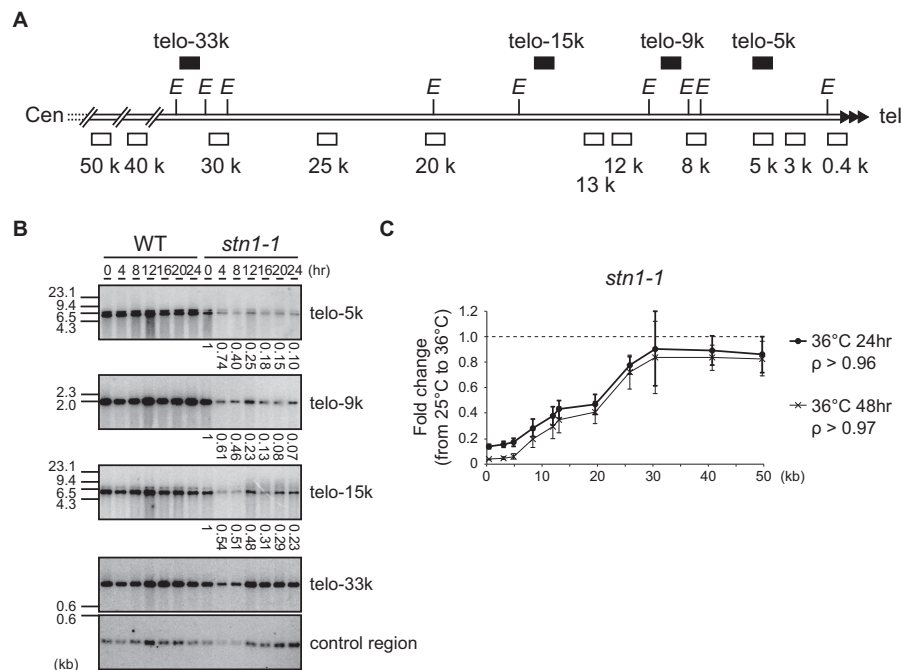 A
telo-33k telo-15k telo-9k telo-5k
E E E E E E E E E
Cen tel
50 k 40 k 30 k 25 k 20 k 13 k 12 k 8 k 5 k 3 k 0.4 k
B
WT stn1-1
0 4 8 12 16 20 24 0 4 8 12 16 20 24 (hr)
23.1
9.4
6.5
4.3
telo-5k
1 0.74 0.40 0.25 0.18 0.15 0.10
2.3
2.0
telo-9k
1 0.61 0.46 0.23 0.13 0.08 0.07
23.1
9.4
6.5
4.3
telo-15k
1 0.54 0.51 0.48 0.31 0.29 0.23
telo-33k
0.6
0.6
control region
(kb)
C
stn1-1
Fold change
(from 25°C to 36°C)
1.2
1.0
0.8
0.6
0.4
0.2
0
0 10 20 30 40 50 (kb)
36°C 24hr
ρ > 0.96
36°C 48hr
ρ > 0.97